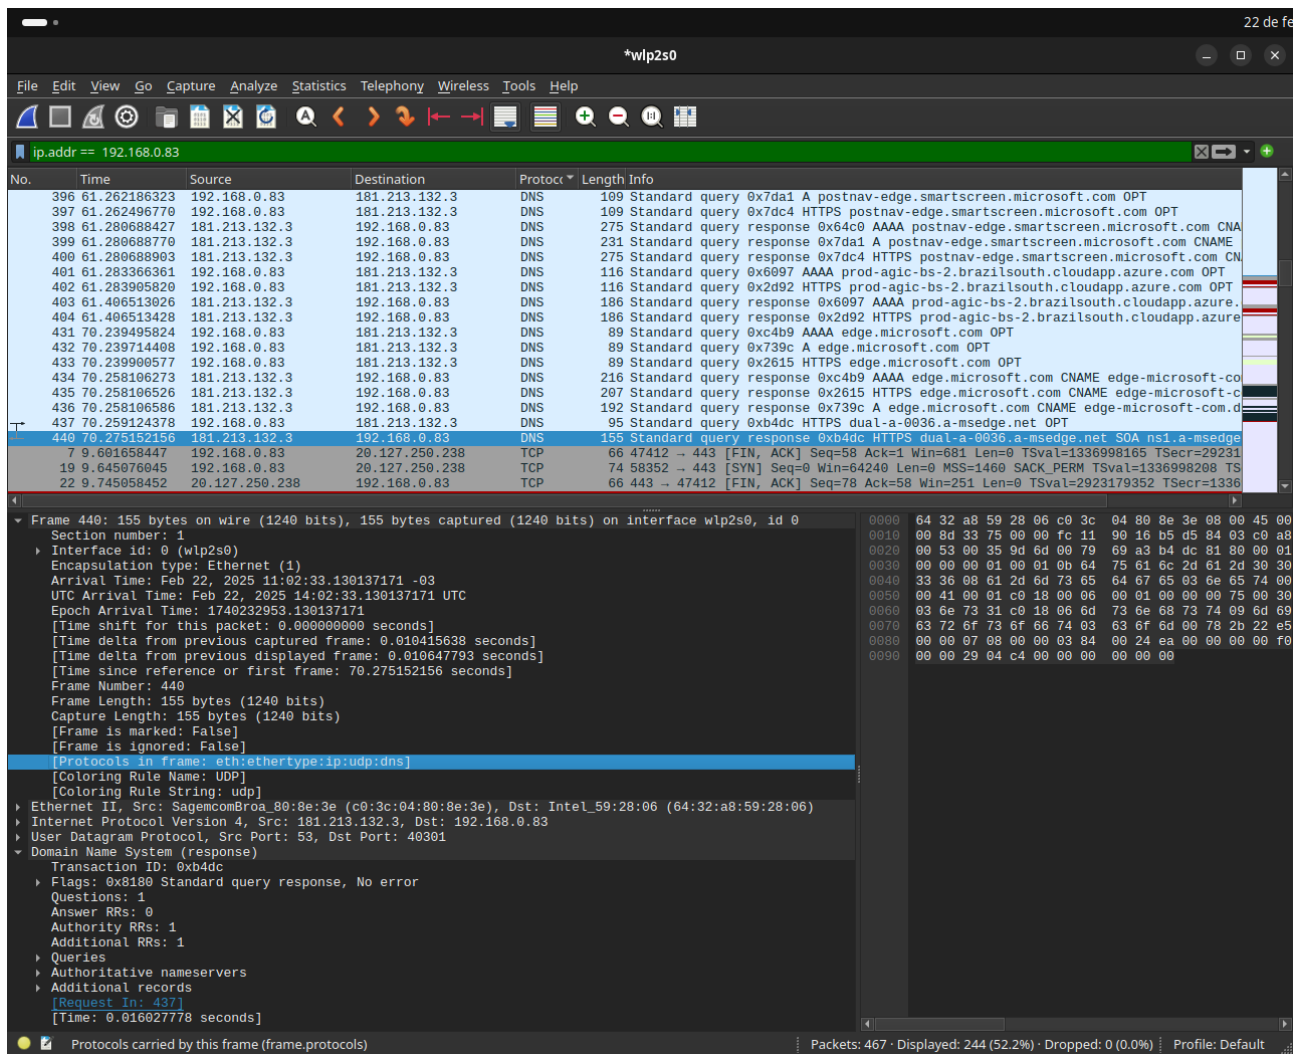 22 de fe
*wlp2s0
File Edit View Go Capture Analyze Statistics Telephony Wireless Tools Help
ip.addr == 192.168.0.83
No. Time Source Destination Protoco Length Info
396 61.262186323 192.168.0.83 181.213.132.3 DNS 109 Standard query 0x7da1 A postnav-edge.smartscreen.microsoft.com OPT
397 61.262496770 192.168.0.83 181.213.132.3 DNS 109 Standard query 0x7dc4 HTTPS postnav-edge.smartscreen.microsoft.com OPT
398 61.280688427 181.213.132.3 192.168.0.83 DNS 275 Standard query response 0x64c0 AAAA postnav-edge.smartscreen.microsoft.com CNA
399 61.280688770 181.213.132.3 192.168.0.83 DNS 231 Standard query response 0x7da1 A postnav-edge.smartscreen.microsoft.com CNAME
400 61.280688903 181.213.132.3 192.168.0.83 DNS 275 Standard query response 0x7dc4 HTTPS postnav-edge.smartscreen.microsoft.com CN
401 61.283366361 192.168.0.83 181.213.132.3 DNS 116 Standard query 0x6097 AAAA prod-agic-bs-2.brazilsouth.cloudapp.azure.com OPT
402 61.283905820 192.168.0.83 181.213.132.3 DNS 116 Standard query 0x2d92 HTTPS prod-agic-bs-2.brazilsouth.cloudapp.azure.com OPT
403 61.406513026 181.213.132.3 192.168.0.83 DNS 186 Standard query response 0x6097 AAAA prod-agic-bs-2.brazilsouth.cloudapp.azure.
404 61.406513428 181.213.132.3 192.168.0.83 DNS 186 Standard query response 0x2d92 HTTPS prod-agic-bs-2.brazilsouth.cloudapp.azure
431 70.239495824 192.168.0.83 181.213.132.3 DNS 89 Standard query 0xc4b9 AAAA edge.microsoft.com OPT
432 70.239714408 192.168.0.83 181.213.132.3 DNS 89 Standard query 0x739c A edge.microsoft.com OPT
433 70.239900577 192.168.0.83 181.213.132.3 DNS 89 Standard query 0x2615 HTTPS edge.microsoft.com OPT
434 70.258106273 181.213.132.3 192.168.0.83 DNS 216 Standard query response 0xc4b9 AAAA edge.microsoft.com CNAME edge-microsoft-co
435 70.258106526 181.213.132.3 192.168.0.83 DNS 207 Standard query response 0x2615 HTTPS edge.microsoft.com CNAME edge-microsoft-c
436 70.258106586 181.213.132.3 192.168.0.83 DNS 192 Standard query response 0x739c A edge.microsoft.com CNAME edge-microsoft-com.d
437 70.259124378 192.168.0.83 181.213.132.3 DNS 95 Standard query 0xb4dc HTTPS dual-a-0036.a-msedge.net OPT
440 70.275152156 181.213.132.3 192.168.0.83 DNS 155 Standard query response 0xb4dc HTTPS dual-a-0036.a-msedge.net SOA ns1.a-msedge
7 9.601658447 192.168.0.83 20.127.250.238 TCP 66 47412 → 443 [FIN, ACK] Seq=58 Ack=1 Win=681 Len=0 TSval=1336998165 TSecr=29231
19 9.645076045 192.168.0.83 20.127.250.238 TCP 74 58352 → 443 [SYN] Seq=0 Win=64240 Len=0 MSS=1460 SACK_PERM TSval=1336998208 TS
22 9.745058452 20.127.250.238 192.168.0.83 TCP 66 443 → 47412 [FIN, ACK] Seq=78 Ack=58 Win=251 Len=0 TSval=2923179352 TSecr=1336
Frame 440: 155 bytes on wire (1240 bits), 155 bytes captured (1240 bits) on interface wlp2s0, id 0
Section number: 1
Interface id: 0 (wlp2s0)
Encapsulation type: Ethernet (1)
Arrival Time: Feb 22, 2025 11:02:33.130137171 -03
UTC Arrival Time: Feb 22, 2025 14:02:33.130137171 UTC
Epoch Arrival Time: 1740232953.130137171
[Time shift for this packet: 0.000000000 seconds]
[Time delta from previous captured frame: 0.010415638 seconds]
[Time delta from previous displayed frame: 0.010647793 seconds]
[Time since reference or first frame: 70.275152156 seconds]
Frame Number: 440
Frame Length: 155 bytes (1240 bits)
Capture Length: 155 bytes (1240 bits)
[Frame is marked: False]
[Frame is ignored: False]
[Protocols in frame: eth:ethertype:ip:udp:dns]
[Coloring Rule Name: UDP]
[Coloring Rule String: udp]
Ethernet II, Src: SagemcomBroa_80:8e:3e (c0:3c:04:80:8e:3e), Dst: Intel_59:28:06 (64:32:a8:59:28:06)
Internet Protocol Version 4, Src: 181.213.132.3, Dst: 192.168.0.83
User Datagram Protocol, Src Port: 53, Dst Port: 40301
Domain Name System (response)
Transaction ID: 0xb4dc
Flags: 0x8180 Standard query response, No error
Questions: 1
Answer RRs: 0
Authority RRs: 1
Additional RRs: 1
Queries
Authoritative nameservers
Additional records
[Request In: 437]
[Time: 0.016027778 seconds]
0000 64 32 a8 59 28 06 c0 3c 04 80 8e 3e 08 00 45 00
0010 00 8d 33 75 00 00 fc 11 90 16 b5 d5 84 03 c0 a8
0020 00 53 00 35 9d 6d 00 79 69 a3 b4 dc 81 80 00 01
0030 00 00 00 01 00 01 0b 64 75 61 6c 2d 61 2d 30 30
0040 33 36 08 61 2d 6d 73 65 64 67 65 03 6e 65 74 00
0050 00 41 00 01 c0 18 00 06 00 01 00 00 00 75 00 30
0060 03 6e 73 31 c0 18 06 6d 73 6e 68 73 74 09 6d 69
0070 63 72 6f 73 6f 66 74 03 63 6f 6d 00 78 2b 22 e5
0080 00 00 07 08 00 00 03 84 00 24 ea 00 00 00 00 f0
0090 00 00 29 04 c4 00 00 00 00 00 00
Protocols carried by this frame (frame.protocols)
Packets: 467 · Displayed: 244 (52.2%) · Dropped: 0 (0.0%)
Profile: Default